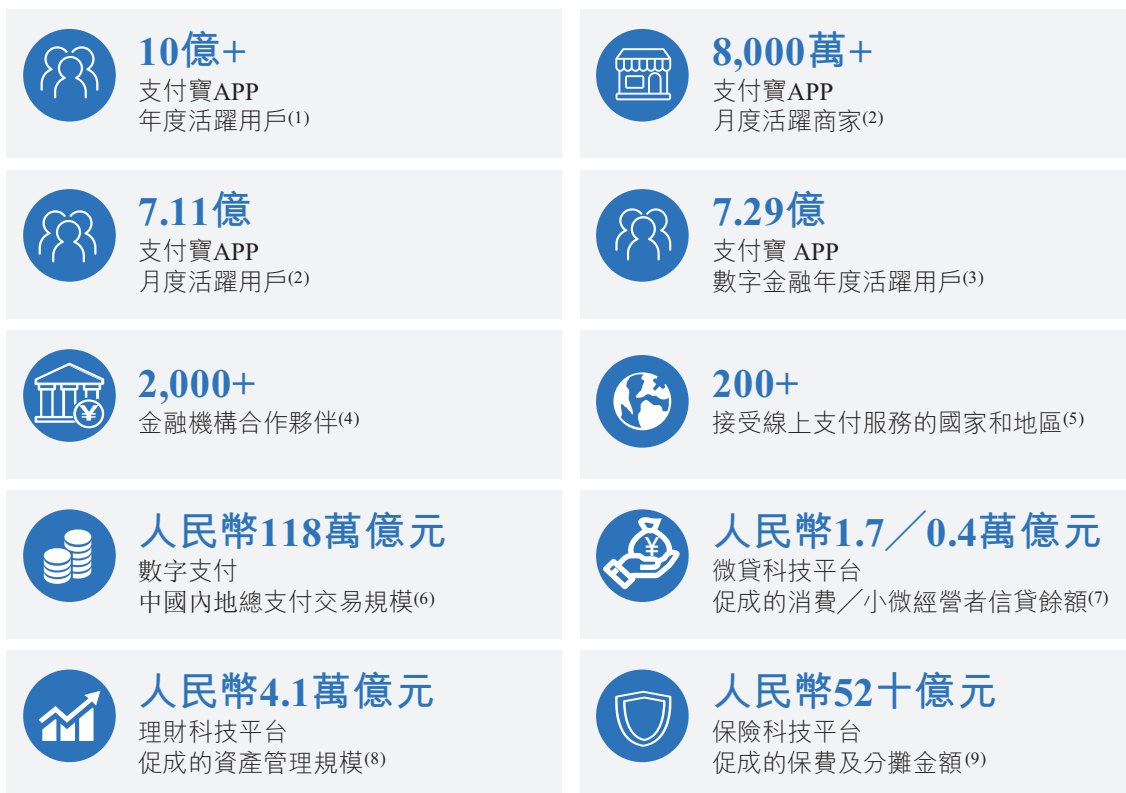 10億+
支付寶APP
年度活躍用戶(1)
8,000萬+
支付寶APP
月度活躍商家(2)
7.11億
支付寶APP
月度活躍用戶(2)
7.29億
支付寶 APP
數字金融年度活躍用戶(3)
2,000+
金融機構合作夥伴(4)
¥
200+
接受線上支付服務的國家和地區(5)
人民幣118萬億元
數字支付
中國內地總支付交易規模(6)
人民幣1.7╱0.4萬億元
微貸科技平台
促成的消費╱小微經營者信貸餘額(7)
¥
人民幣4.1萬億元
理財科技平台
促成的資產管理規模(8)
人民幣52十億元
保險科技平台
促成的保費及分攤金額(9)